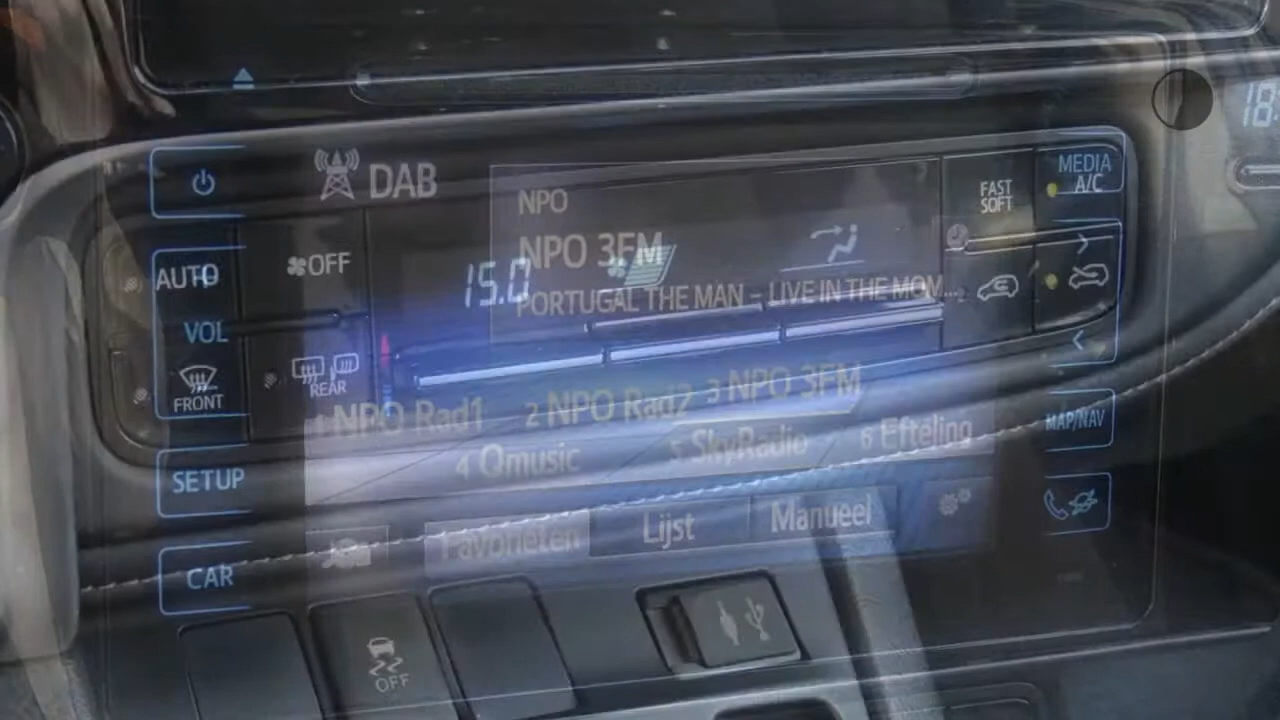 18:
MEDIA
A/C
DAB
NPO
FAST
SOFT
NPO 3FM
OFF
AUTO
15.0
PORTUGAL THE MAN - LIVE IN THE MOM...
VOL
REAR
FRONT
1 NPO Rad1 2 NPO Rad2 3 NPO 3FM
4 Qmusic 5 SkyRadio 6 Efteling
MAP/NAV
SETUP
Favorieten Lijst Manueel
CAR
OFF